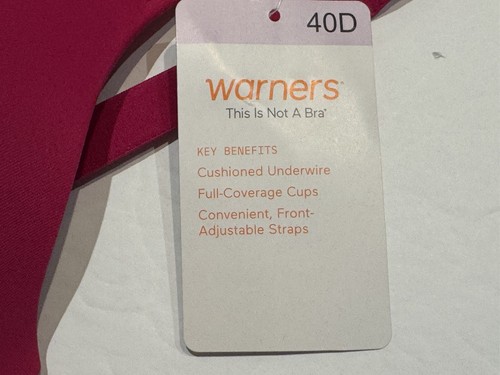 40D
warners
This Is Not A Bra
KEY BENEFITS
Cushioned Underwire
Full-Coverage Cups
Convenient, Front-
Adjustable Straps